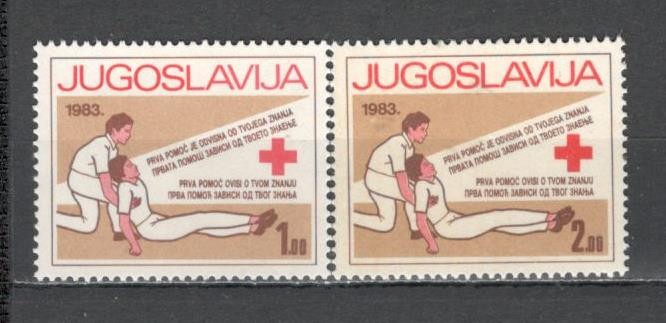 JUGOSLAVIJA
1983.
PRVA POMOČ JE ODVISNA OD TVOJEGA ZNANJA
ПРВАТА ПОМОШ ЗАВИСИ ОД ТВОЕТО ЗНАЕЊЕ
PRVA POMOĆ OVISI O TVOM ZNANJU
ПРВА ПОМОЋ ЗАВИСИ ОД ТВОГ ЗНАЊА
1.00
JUGOSLAVIJA
1983.
PRVA POMOČ JE ODVISNA OD TVOJEGA ZNANJA
ПРВАТА ПОМОШ ЗАВИСИ ОД ТВОЕТО ЗНАЕЊЕ
PRVA POMOĆ OVISI O TVOM ZNANJU
ПРВА ПОМОЋ ЗАВИСИ ОД ТВОГ ЗНАЊА
2.00